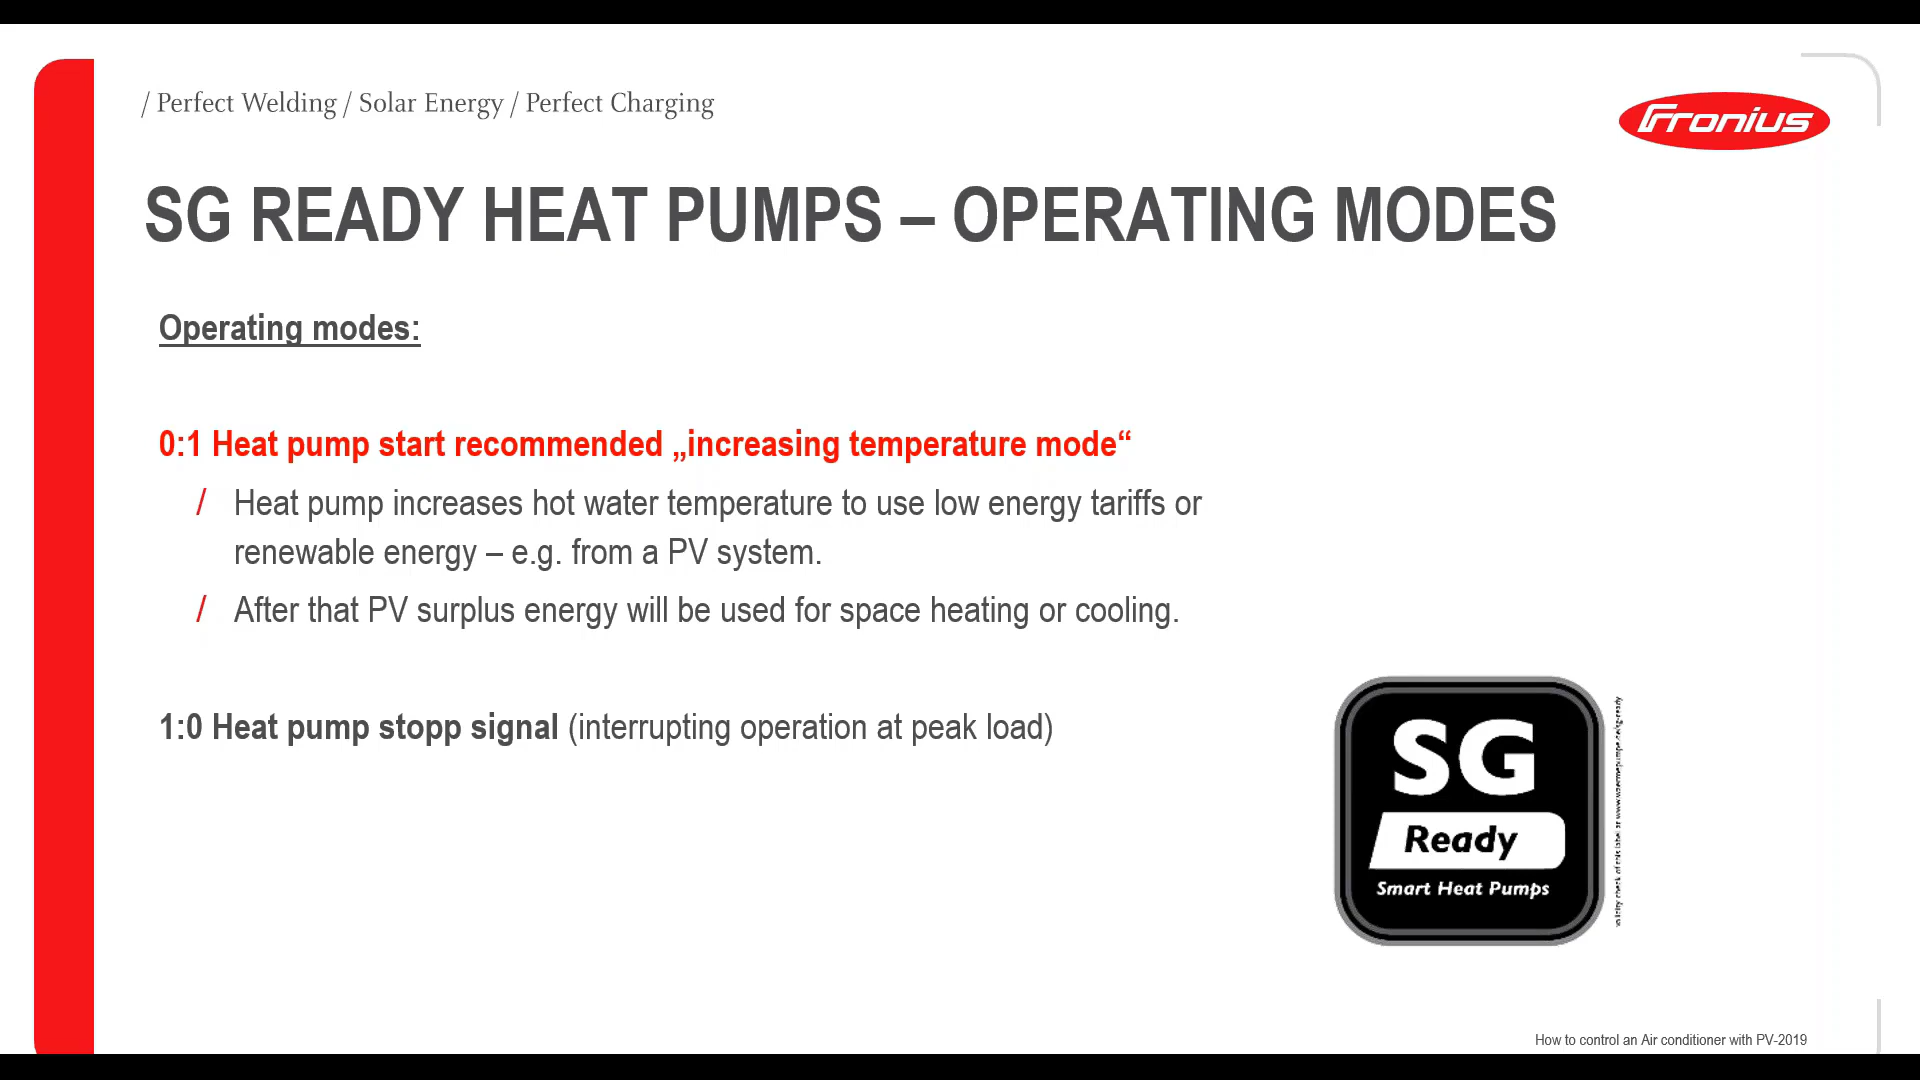 / Perfect Welding / Solar Energy / Perfect Charging
Fronius
SG READY HEAT PUMPS – OPERATING MODES
Operating modes:
0:1 Heat pump start recommended „increasing temperature mode“
/ Heat pump increases hot water temperature to use low energy tariffs or
renewable energy – e.g. from a PV system.
/ After that PV surplus energy will be used for space heating or cooling.
1:0 Heat pump stopp signal (interrupting operation at peak load)
SG
Ready
Smart Heat Pumps
How to control an Air conditioner with PV-2019